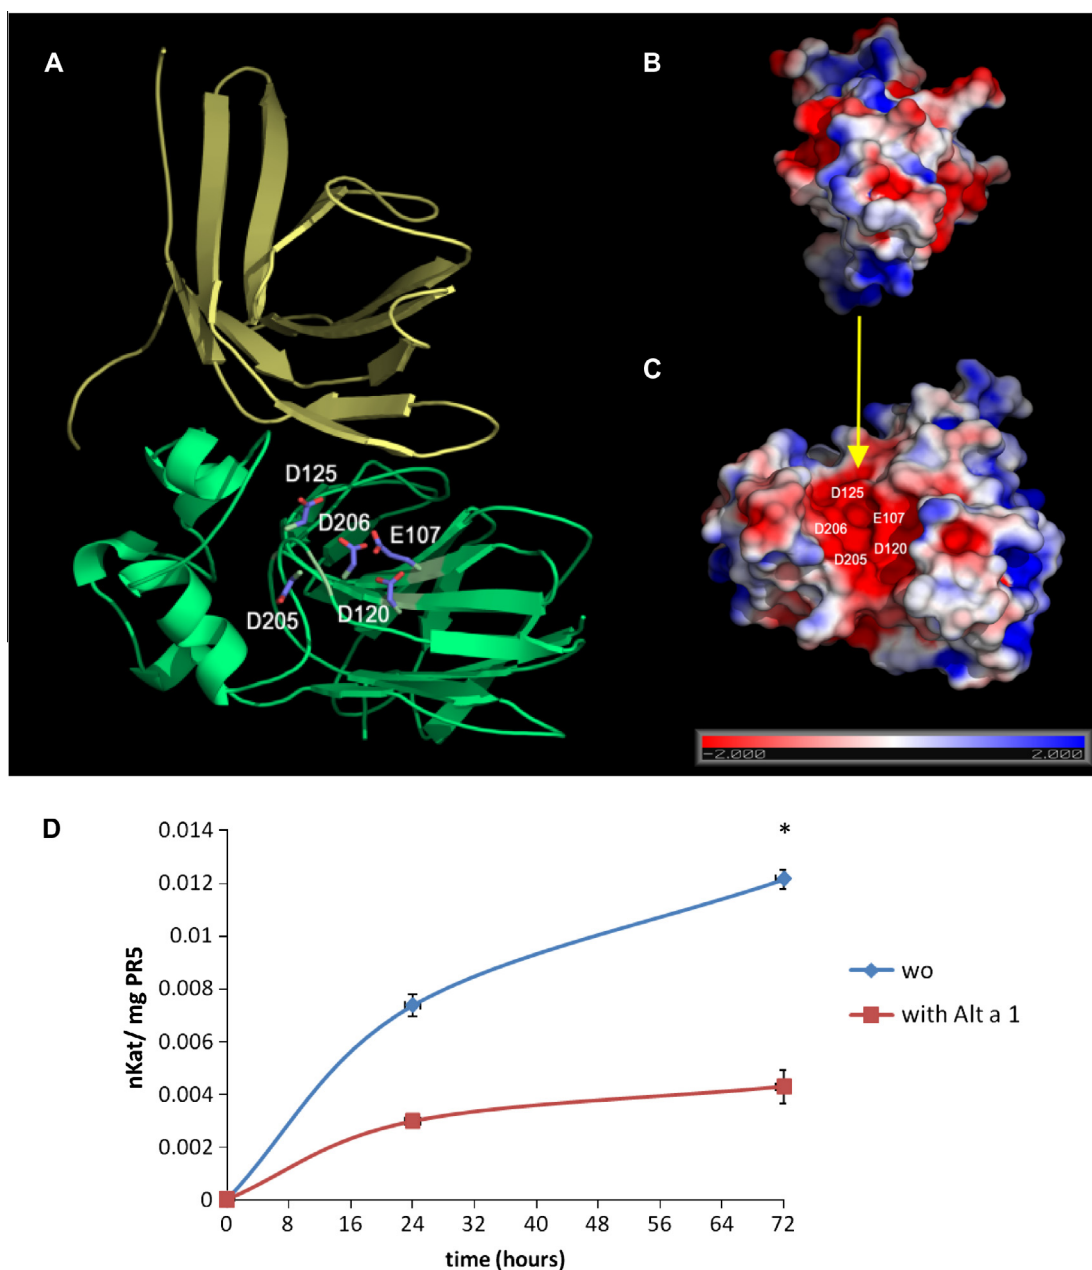 A
B
C
D125
D206
E107
D205
D120
D125
D206
E107
D205
D120
-2.000 2.000
D
0.014
0.012
0.01
0.008
0.006
0.004
0.002
0
*
nKat/ mg PR5
wo
with Alt a 1
0 8 16 24 32 40 48 56 64 72
time (hours)